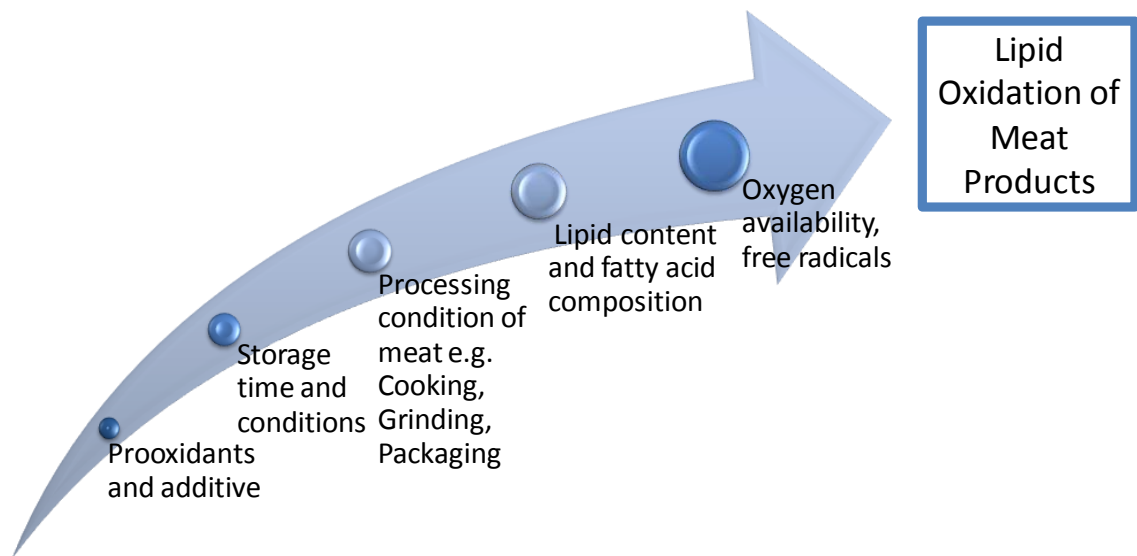 Lipid
Oxidation of
Meat
Products
Oxygen
availability,
free radicals
Lipid content
and fatty acid
composition
Processing
condition of
meat e.g.
Cooking,
Grinding,
Packaging
Storage
time and
conditions
Prooxidants
and additive